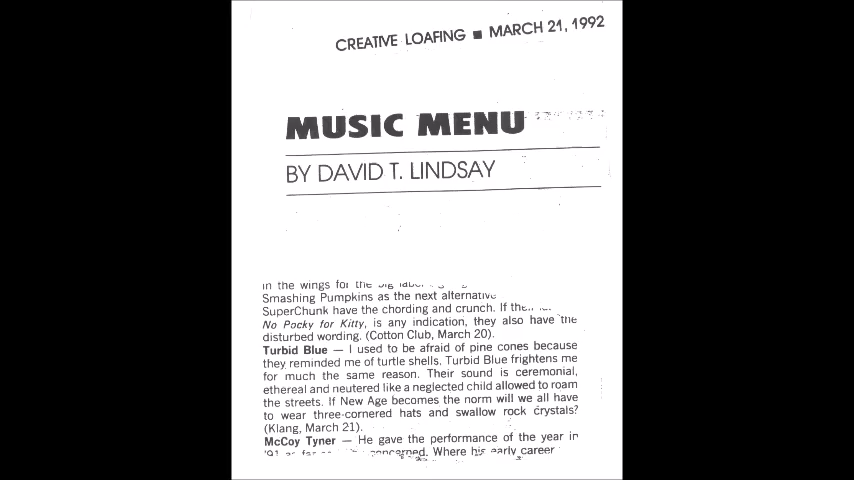 CREATIVE LOAFING ■ MARCH 21, 1992
MUSIC MENU
BY DAVID T. LINDSAY
in the wings for the big
Smashing Pumpkins as the next alternative
SuperChunk have the chording and crunch. If
No Pocky for Kitty, is any indication, they also have the
disturbed wording. (Cotton Club, March 20).
Turbid Blue — I used to be afraid of pine cones because
they reminded me of turtle shells. Turbid Blue frightens me
for much the same reason. Their sound is ceremonial,
ethereal and neutered like a neglected child allowed to roam
the streets. If New Age becomes the norm will we all have
to wear three-cornered hats and swallow rock crystals?
(Klang, March 21).
McCoy Tyner — He gave the performance of the year in
'91 as far concerned. Where his early career